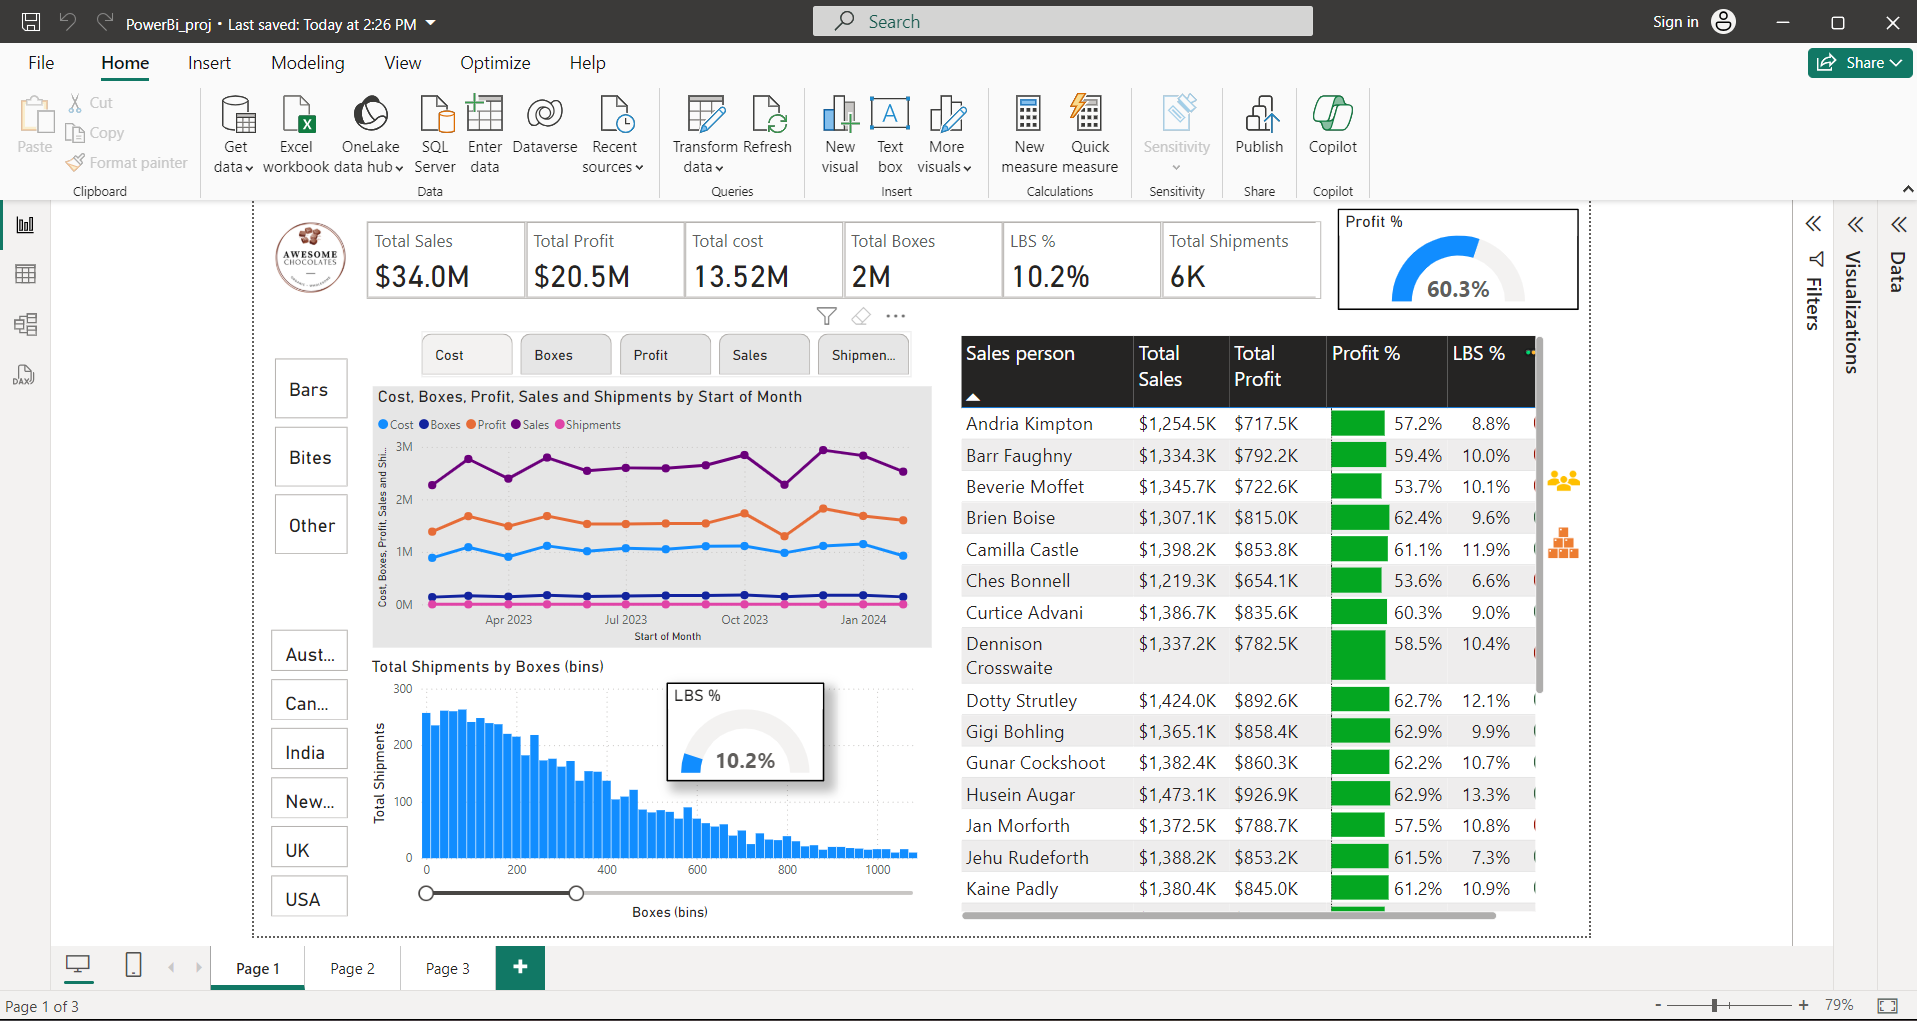 PowerBi_proj • Last saved: Today at 2:26 PM
Search
Sign in
File
Home
Insert
Modeling
View
Optimize
Help
Share
Paste
Cut
Copy
Format painter
Clipboard
Get data
Excel workbook
OneLake data hub
SQL Server
Enter data
Dataverse
Recent sources
Data
Transform data
Refresh
Queries
New visual
Text box
More visuals
Insert
New measure
Quick measure
Calculations
Sensitivity
Sensitivity
Publish
Share
Copilot
Copilot
AWESOME
CHOCOLATES
Total Sales
$34.0M
Total Profit
$20.5M
Total cost
13.52M
Total Boxes
2M
LBS %
10.2%
Total Shipments
6K
Profit %
60.3%
Filters
Visualizations
Data
Bars
Bites
Other
Aust...
Can...
India
New...
UK
USA
Cost
Boxes
Profit
Sales
Shipmen...
Cost, Boxes, Profit, Sales and Shipments by Start of Month
Cost Boxes Profit Sales Shipments
Cost, Boxes, Profit, Sales and Shi...
3M
2M
1M
0M
Apr 2023 Jul 2023 Oct 2023 Jan 2024
Start of Month
Total Shipments by Boxes (bins)
Total Shipments
300
200
100
0
0 200 400 600 800 1000
Boxes (bins)
LBS %
10.2%
Sales person Total Sales Total Profit Profit % LBS %
Andria Kimpton $1,254.5K $717.5K 57.2% 8.8%
Barr Faughny $1,334.3K $792.2K 59.4% 10.0%
Beverie Moffet $1,345.7K $722.6K 53.7% 10.1%
Brien Boise $1,307.1K $815.0K 62.4% 9.6%
Camilla Castle $1,398.2K $853.8K 61.1% 11.9%
Ches Bonnell $1,219.3K $654.1K 53.6% 6.6%
Curtice Advani $1,386.7K $835.6K 60.3% 9.0%
Dennison Crosswaite $1,337.2K $782.5K 58.5% 10.4%
Dotty Strutley $1,424.0K $892.6K 62.7% 12.1%
Gigi Bohling $1,365.1K $858.4K 62.9% 9.9%
Gunar Cockshoot $1,382.4K $860.3K 62.2% 10.7%
Husein Augar $1,473.1K $926.9K 62.9% 13.3%
Jan Morforth $1,372.5K $788.7K 57.5% 10.8%
Jehu Rudeforth $1,388.2K $853.2K 61.5% 7.3%
Kaine Padly $1,380.4K $845.0K 61.2% 10.9%
DAX
Page 1
Page 2
Page 3
+
Page 1 of 3
- + 79%